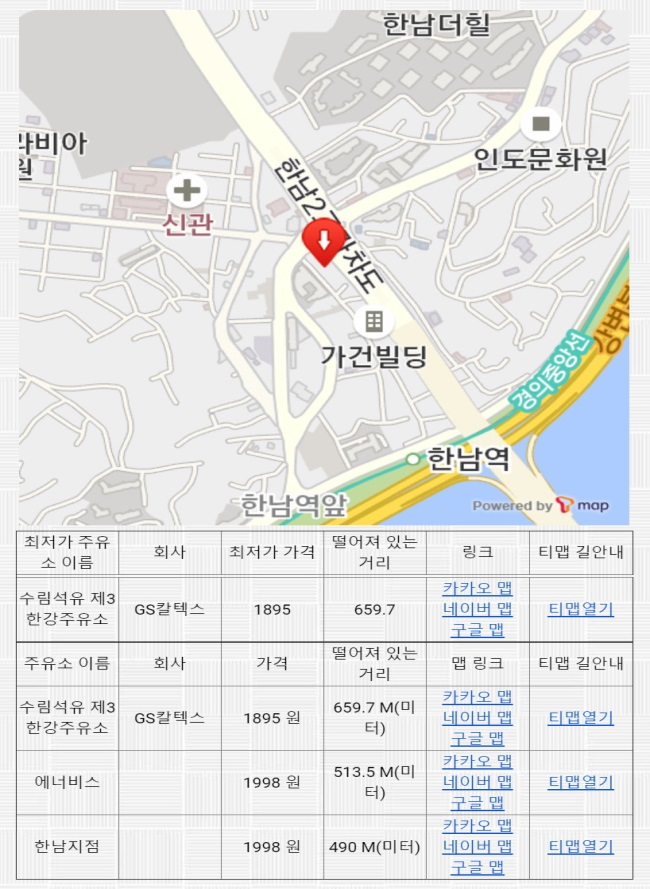 한남더힐
라비아
원
인도문화원
신관
한남2고가차도
가건빌딩
경의중앙선
강변북
한남역
한남역앞
Powered by T map
최저가 주유
소 이름
회사
최저가 가격
떨어져 있는
거리
링크
티맵 길안내
수림석유 제3
한강주유소
GS칼텍스
1895
659.7
카카오 맵
네이버 맵
구글 맵
티맵열기
주유소 이름
회사
가격
떨어져 있는
거리
맵 링크
티맵 길안내
수림석유 제3
한강주유소
GS칼텍스
1895 원
659.7 M(미
터)
카카오 맵
네이버 맵
구글 맵
티맵열기
에너비스
1998 원
513.5 M(미
터)
카카오 맵
네이버 맵
구글 맵
티맵열기
한남지점
1998 원
490 M(미터)
카카오 맵
네이버 맵
구글 맵
티맵열기